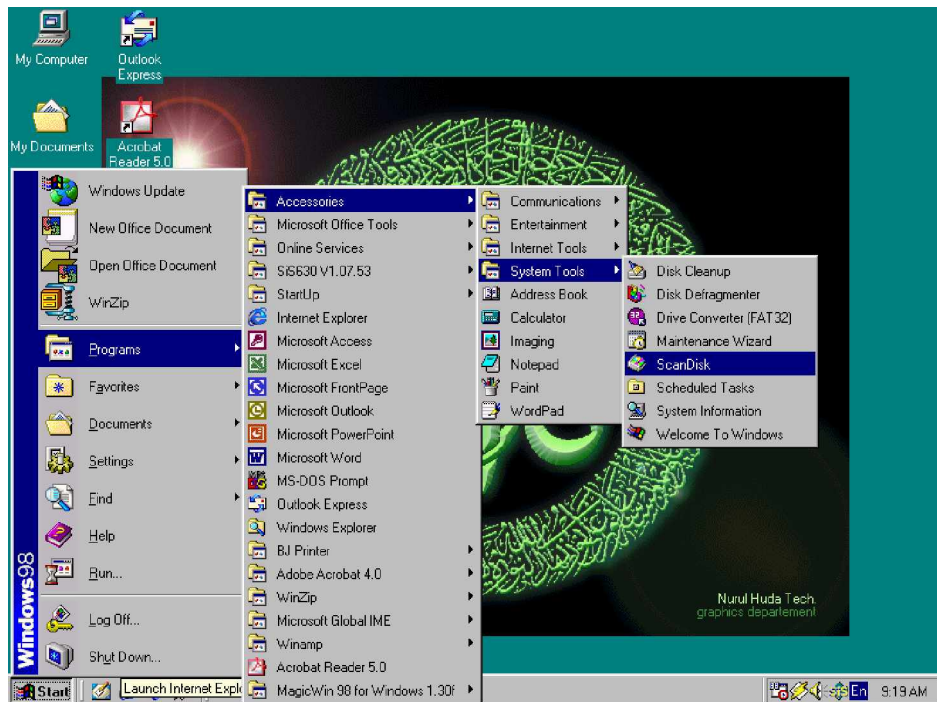 My Computer
Outlook
Express
My Documents
Acrobat
Reader 5.0
Windows Update
New Office Document
Open Office Document
WinZip
Programs
Favorites
Documents
Settings
Find
Help
Run...
Log Off...
Shut Down...
Windows98
Accessories
Microsoft Office Tools
Online Services
SiS630 V1.07.53
StartUp
Internet Explorer
Microsoft Access
Microsoft Excel
Microsoft FrontPage
Microsoft Outlook
Microsoft PowerPoint
Microsoft Word
MS-DOS Prompt
Outlook Express
Windows Explorer
BJ Printer
Adobe Acrobat 4.0
WinZip
Microsoft Global IME
Winamp
Acrobat Reader 5.0
MagicWin 98 for Windows 1.30f
Communications
Entertainment
Internet Tools
System Tools
Address Book
Calculator
Imaging
Notepad
Paint
WordPad
Disk Cleanup
Disk Defragmenter
Drive Converter (FAT32)
Maintenance Wizard
ScanDisk
Scheduled Tasks
System Information
Welcome To Windows
Nurul Huda Tech.
graphics departement
Start
Launch Internet Explo
SiS
En
9:19 AM